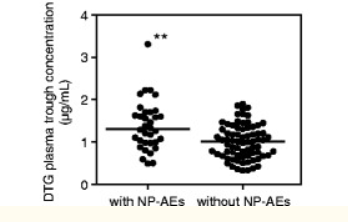 DTG plasma trough concentration
(μg/mL)
4
3
2
1
0
**
with NP-AEs without NP-AEs